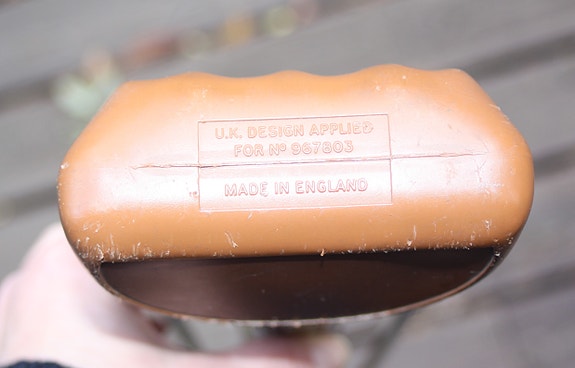 U.K. DESIGN APPLIED
FOR Nº 967803
MADE IN ENGLAND